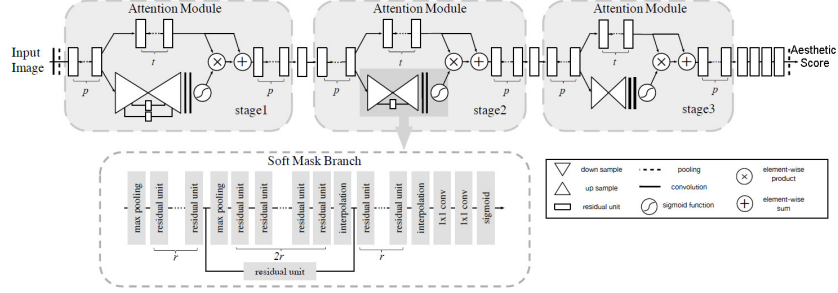 Attention Module
Attention Module
Attention Module
Input
Image
t
p
p
stage1
t
p
p
stage2
t
p
p
stage3
Aesthetic
Score
Soft Mask Branch
max pooling
residual unit
residual unit
max pooling
residual unit
residual unit
residual unit
residual unit
interpolation
residual unit
residual unit
interpolation
1x1 conv
1x1 conv
sigmoid
r
2r
r
residual unit
down sample
pooling
element-wise
product
up sample
convolution
residual unit
sigmoid function
element-wise
sum